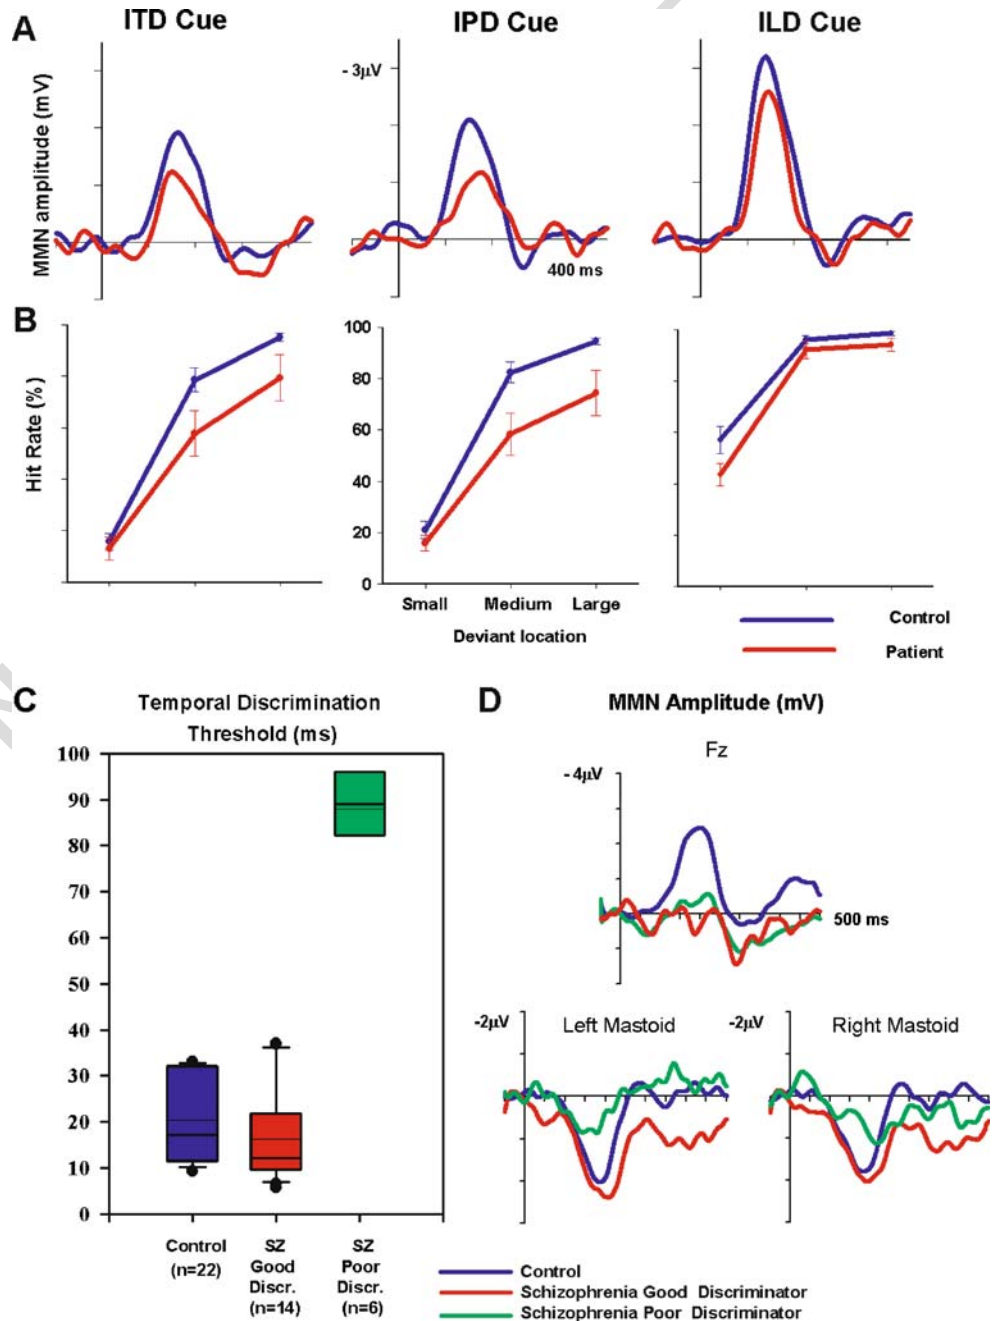 A
ITD Cue
IPD Cue
ILD Cue
MMN amplitude (mV)
- 3µV
400 ms
B
Hit Rate (%)
100
80
60
40
20
0
Small
Medium
Large
Deviant location
Control
Patient
C
Temporal Discrimination
Threshold (ms)
100
90
80
70
60
50
40
30
20
10
0
Control
(n=22)
SZ
Good
Discr.
(n=14)
SZ
Poor
Discr.
(n=6)
D
MMN Amplitude (mV)
Fz
- 4µV
500 ms
-2µV
Left Mastoid
-2µV
Right Mastoid
Control
Schizophrenia Good Discriminator
Schizophrenia Poor Discriminator